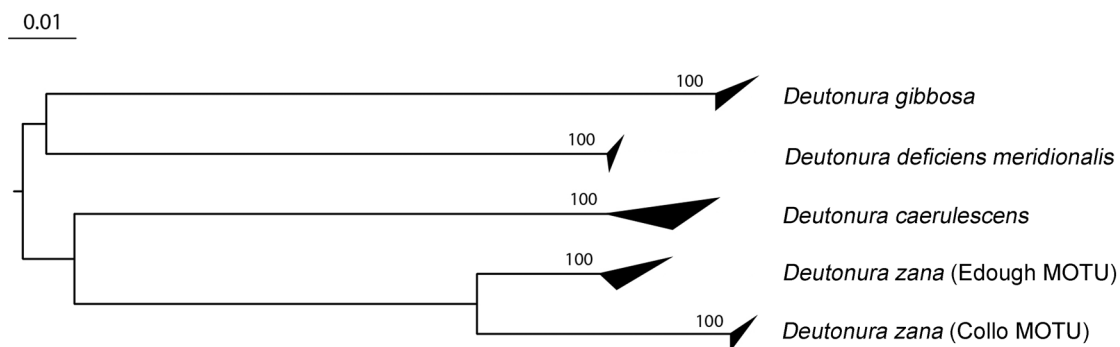 0.01
100 Deutonura gibbosa
100 Deutonura deficiens meridionalis
100 Deutonura caerulescens
100 Deutonura zana (Edough MOTU)
100 Deutonura zana (Collo MOTU)